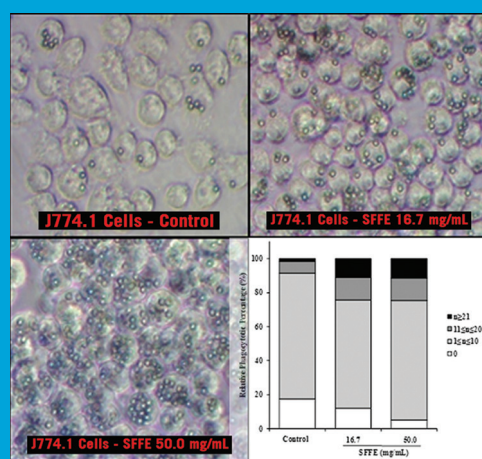 J774.1 Cells - Control
J774.1 Cells - SFFE 16.7 mg/mL
J774.1 Cells - SFFE 50.0 mg/mL
Relative Phagocytotic Percentage (%)
100
80
60
40
20
0
Control
16.7
50.0
SFFE (mg/mL)
n≥21
11≤n≤20
1≤n≤10
0